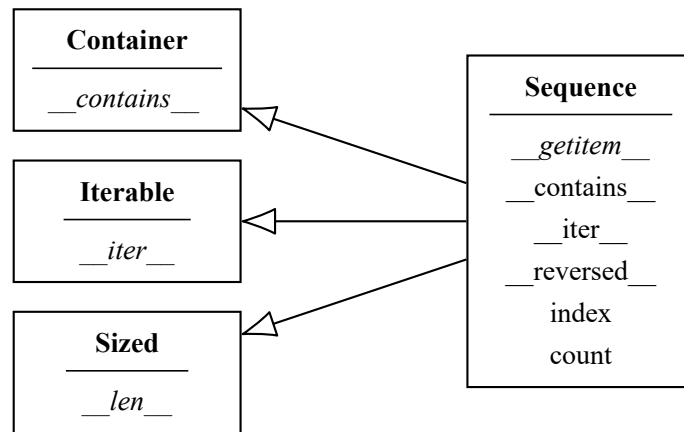 Container
__contains__
Iterable
__iter__
Sized
__len__
Sequence
__getitem__
__contains__
__iter__
__reversed__
index
count